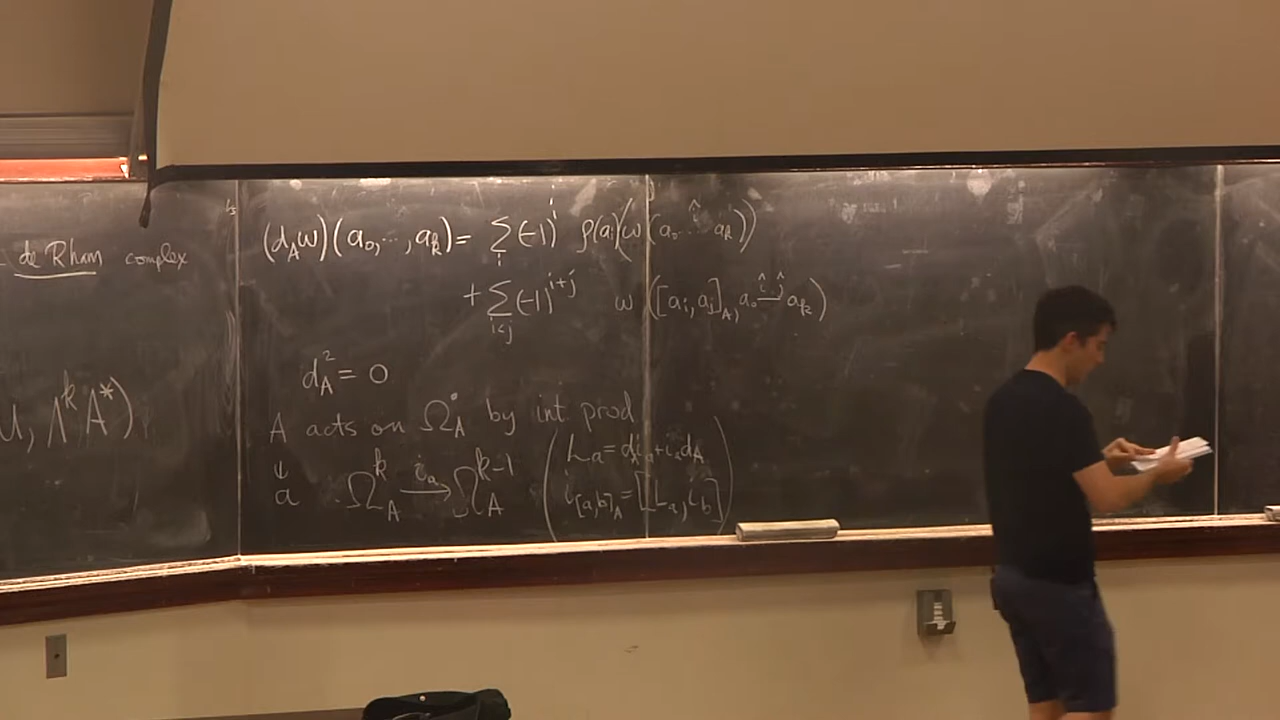 de Rham complex
U, Λ^k A*)
(d_A ω)(a_0, ..., a_k) = Σ_i (-1)^i ρ(a_i)(ω(a_0 ..î.. a_k))
+ Σ_{i<j} (-1)^{i+j} ω([a_i, a_j]_A, a_0 î ĵ a_k)
d_A^2 = 0
A acts on Ω_A^• by int prod
ψ
a Ω_A^k →^{i_a} Ω_A^{k-1} ( L_a = d_A i_a + i_a d_A
i_{[a,b]_A} = [L_a, i_b] )